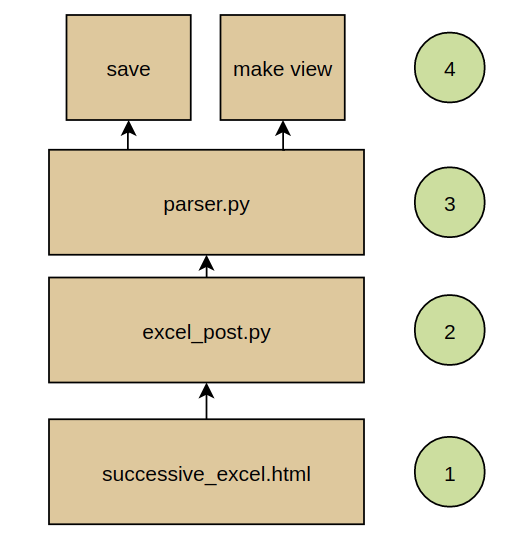 save
make view
4
parser.py
3
excel_post.py
2
successive_excel.html
1